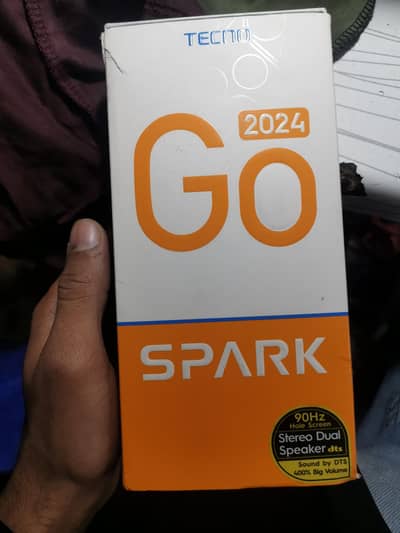 TECNO
Go 2024
SPARK
90Hz
Hole Screen
Stereo Dual
Speaker dts
Sound by DTS
400% Big Volume